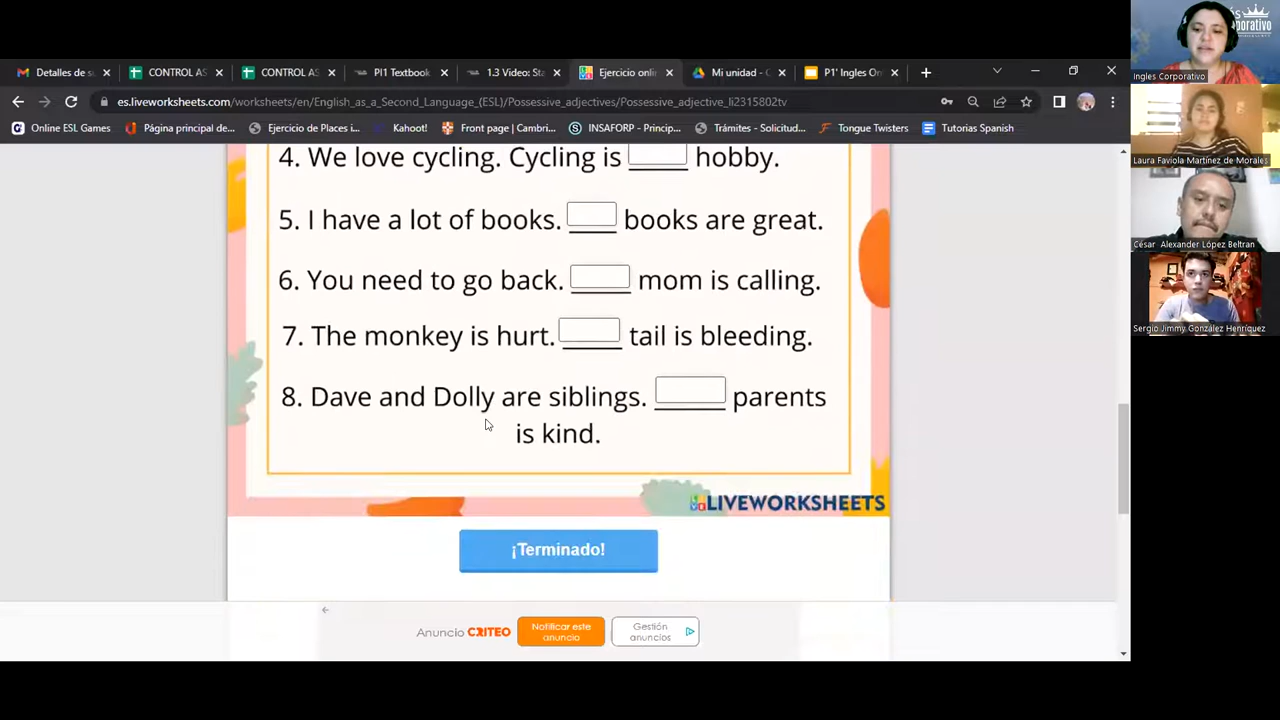 Detalles de s
CONTROL AS
CONTROL AS
PI1 Textbook
1.3 Video: Sta
Ejercicio onli
Mi unidad - C
P1' Ingles On
es.liveworksheets.com/worksheets/en/English_as_a_Second_Language_(ESL)/Possessive_adjectives/Possessive_adjective_li2315802tv
Online ESL Games
Página principal de...
Ejercicio de Places i...
Kahoot!
Front page | Cambri...
INSAFORP - Princip...
Trámites - Solicitud...
Tongue Twisters
Tutorias Spanish
4. We love cycling. Cycling is hobby.
5. I have a lot of books. books are great.
6. You need to go back. mom is calling.
7. The monkey is hurt. tail is bleeding.
8. Dave and Dolly are siblings. parents
is kind.
LIVEWORKSHEETS
¡Terminado!
Anuncio CRITEO
Notificar este
anuncio
Gestión
anuncios
Ingles Corporativo
Laura Faviola Martínez de Morales
César Alexander López Beltran
Sergio Jimmy González Henríquez